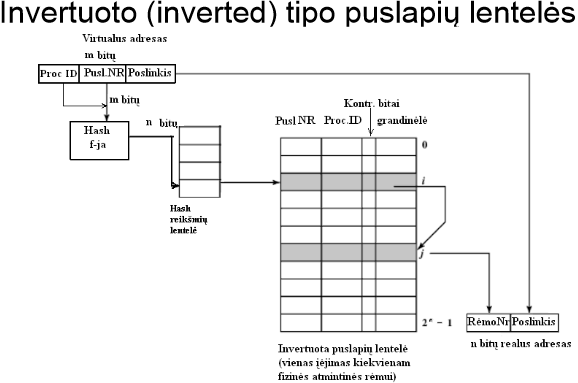 Invertuoto (inverted) tipo puslapių lentelės
Virtualus adresas
m bitų
Proc ID Pusl.NR Poslinkis
m bitų
n bitų
Hash
f-ja
Hash
reikšmių
lentelė
Kontr. bitai
Pusl NR Proc.ID grandinėlė
0
i
j
2ⁿ − 1
RėmoNr Poslinkis
n bitų realus adresas
Invertuota puslapių lentelė
(vienas įėjimas kiekvienam
fizinės atmintinės rėmui)